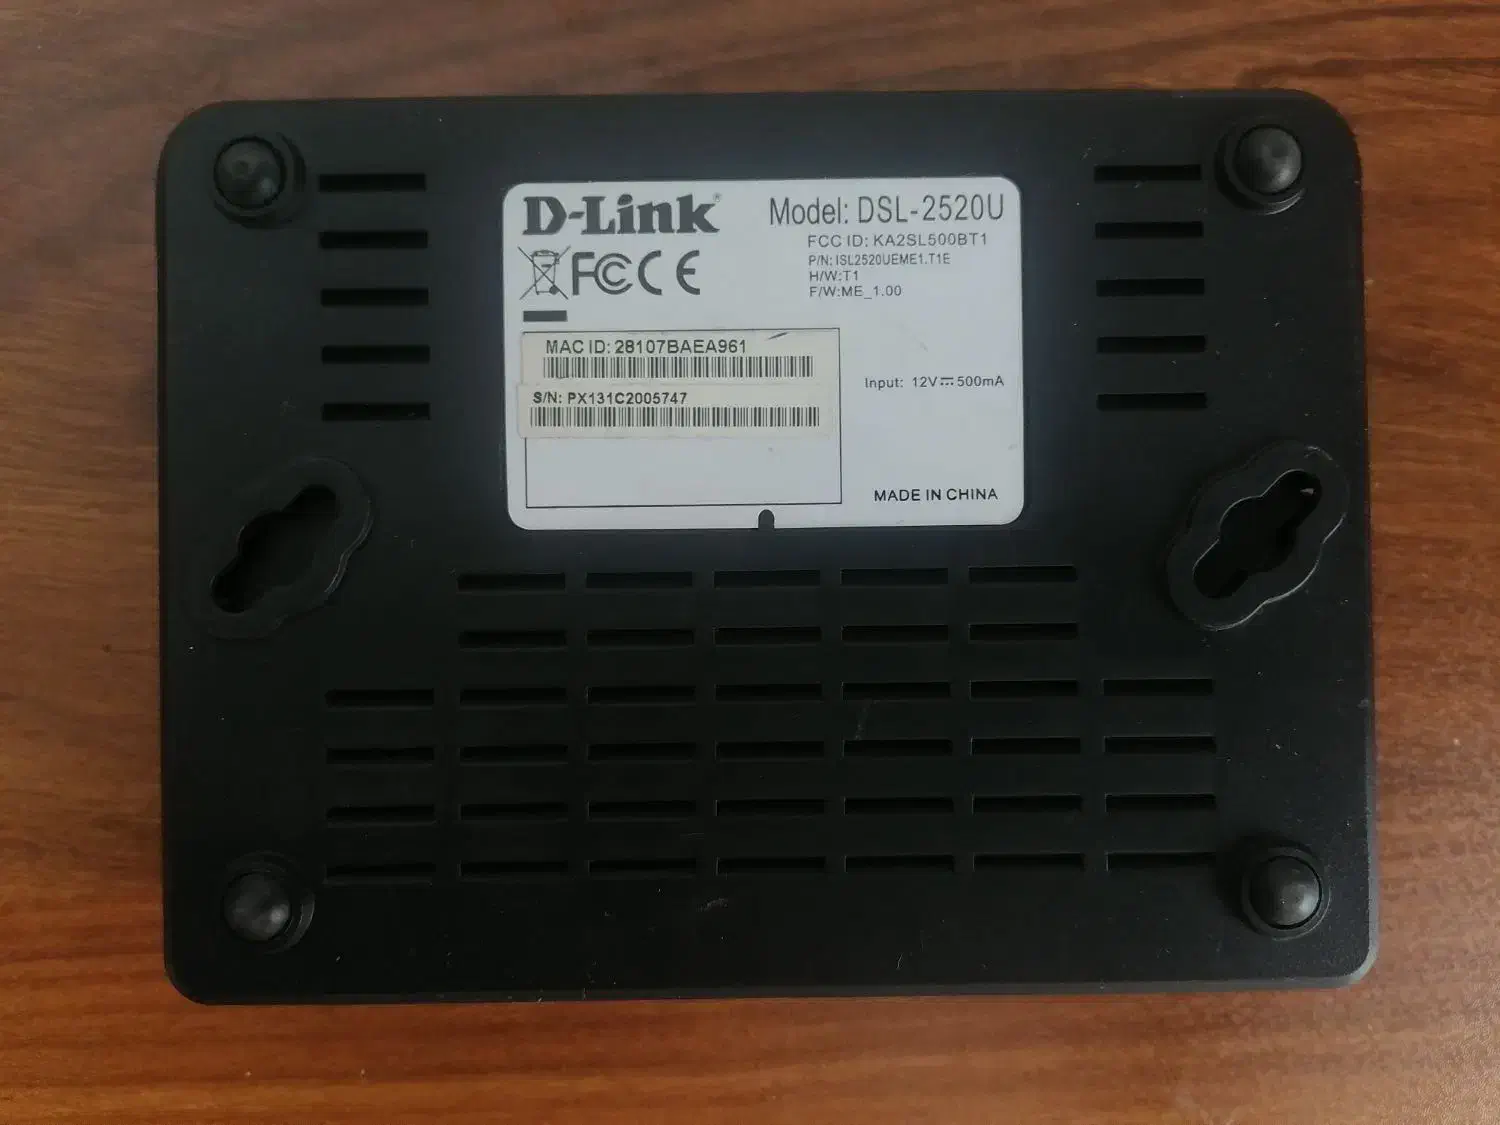 D-Link®
Model: DSL-2520U
FCC ID: KA2SL500BT1
P/N: ISL2520UEME1.T1E
H/W:T1
F/W:ME_1.00
FC CE
MAC ID: 28107BAEA961
S/N: PX131C2005747
Input: 12V⎓500mA
MADE IN CHINA